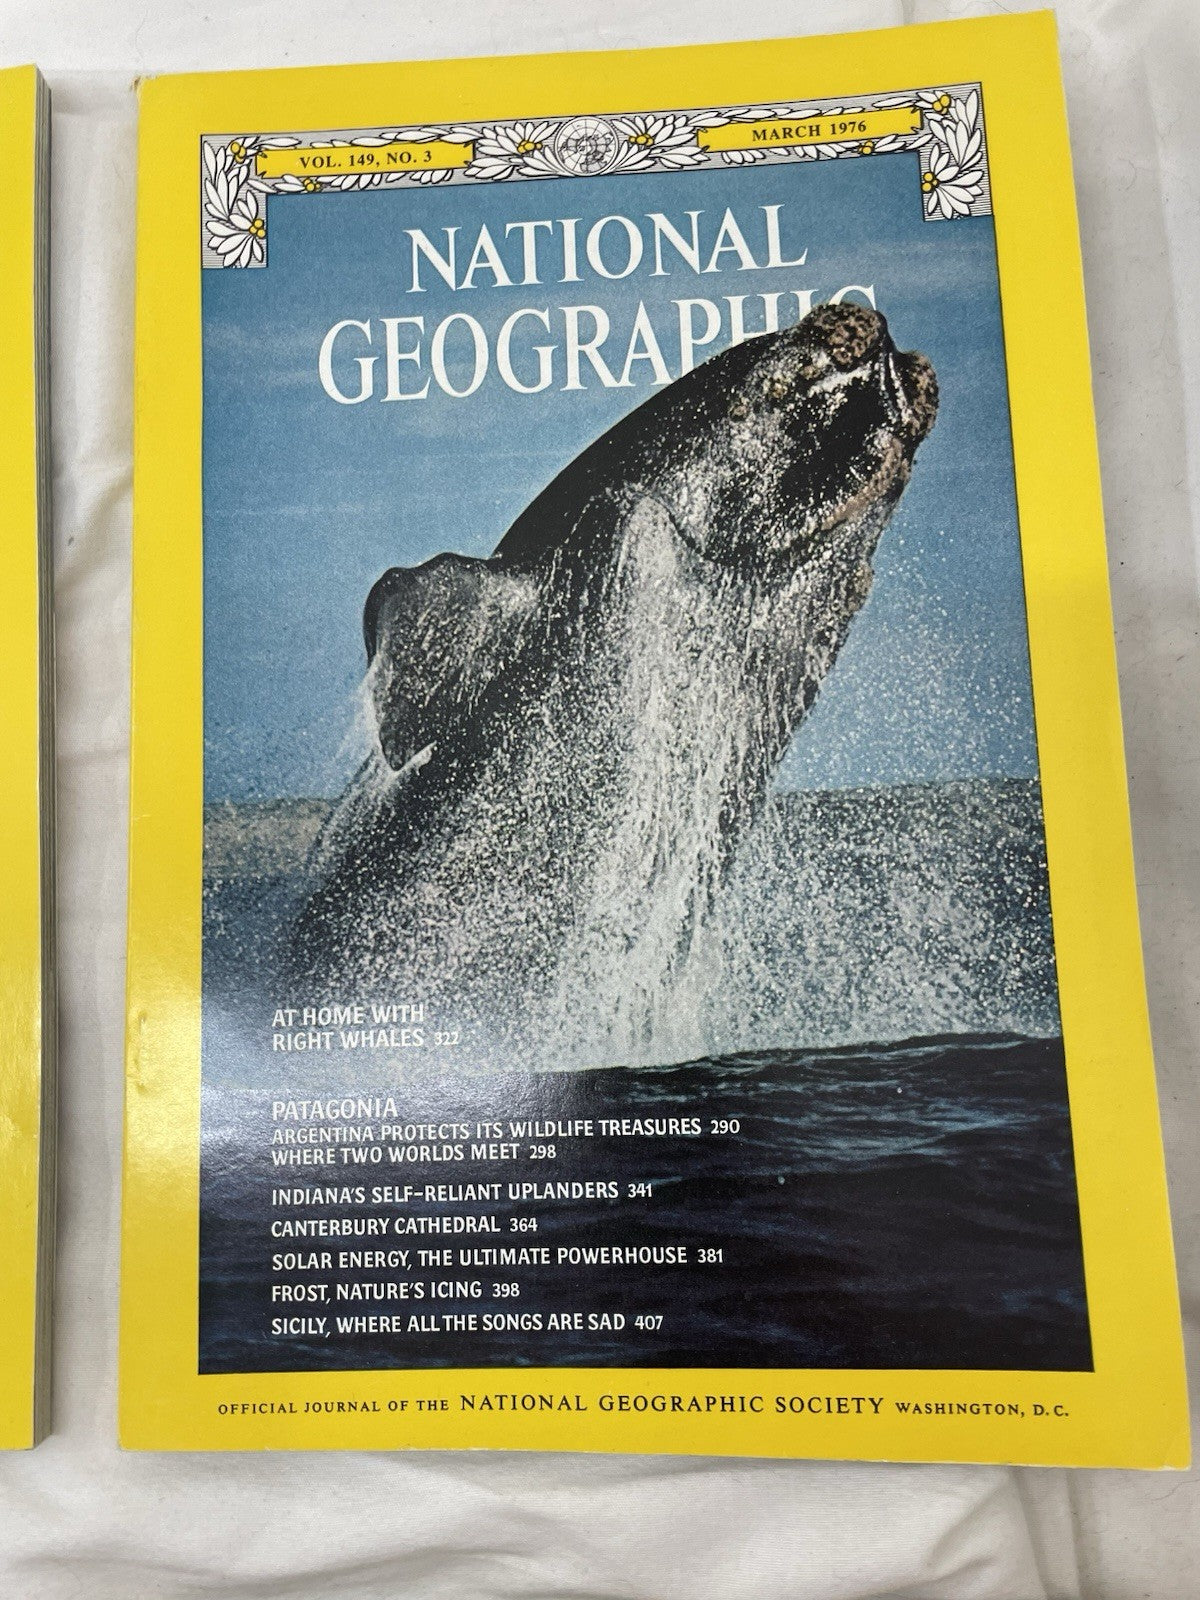 VOL. 149, NO. 3
MARCH 1976
NATIONAL
GEOGRAPHIC
AT HOME WITH
RIGHT WHALES 322
PATAGONIA
ARGENTINA PROTECTS ITS WILDLIFE TREASURES 290
WHERE TWO WORLDS MEET 298
INDIANA'S SELF-RELIANT UPLANDERS 341
CANTERBURY CATHEDRAL 364
SOLAR ENERGY, THE ULTIMATE POWERHOUSE 381
FROST, NATURE'S ICING 398
SICILY, WHERE ALL THE SONGS ARE SAD 407
OFFICIAL JOURNAL OF THE NATIONAL GEOGRAPHIC SOCIETY WASHINGTON, D.C.